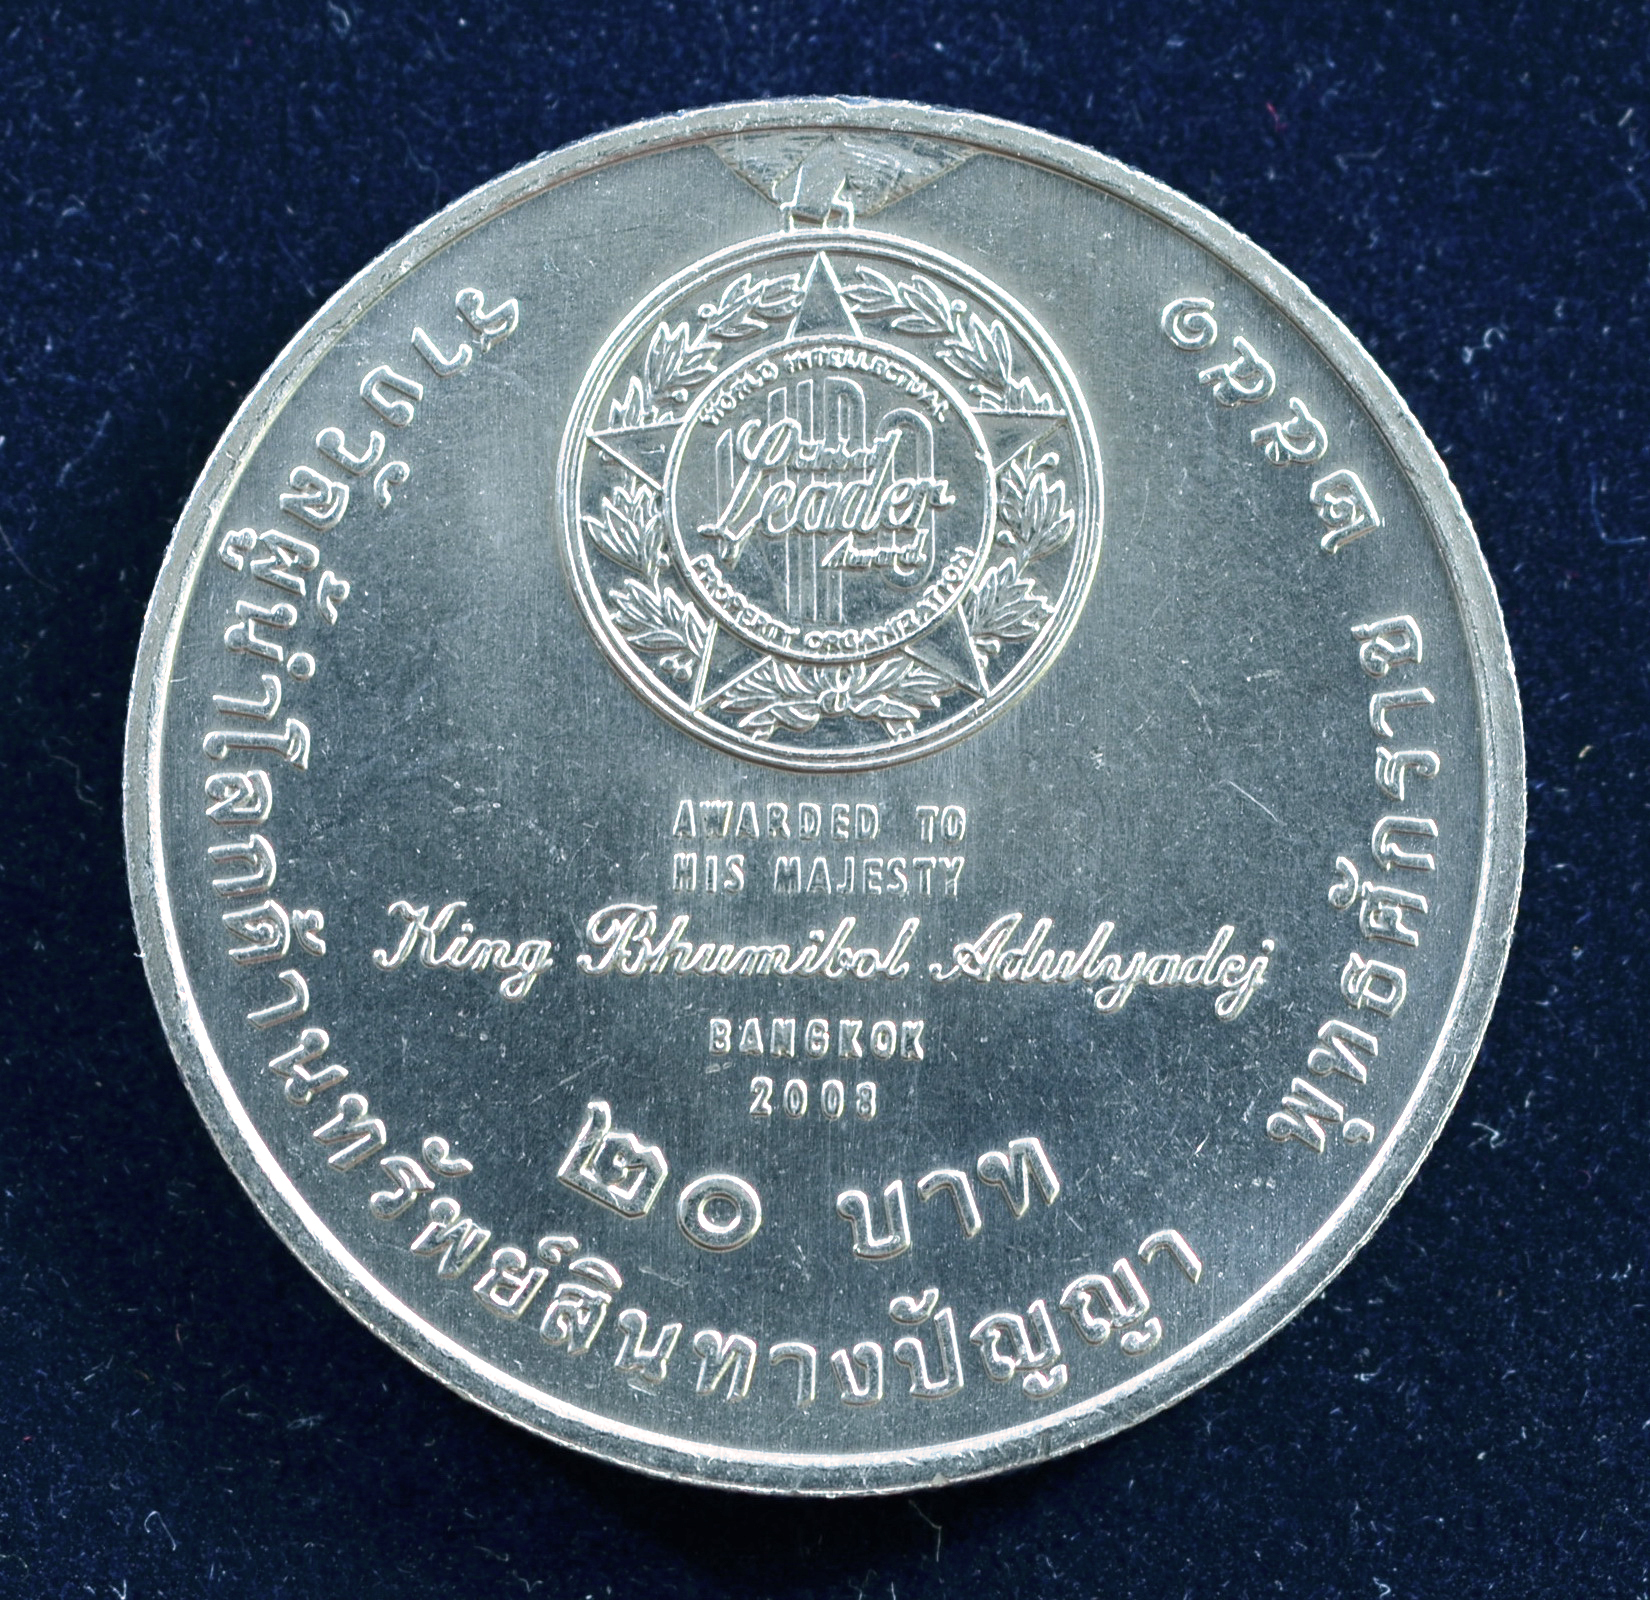 WORLD INTELLECTUAL
Global
Leader
Award
PROPERTY ORGANIZATION
AWARDED TO
HIS MAJESTY
King Bhumibol Adulyadej
BANGKOK
2008
๒๐ บาท
รางวัลผู้นำโลกด้านทรัพย์สินทางปัญญา
พุทธศักราช ๒๕๕๑